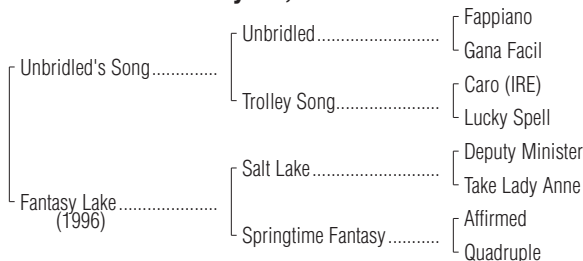 Fappiano
Unbridled
Gana Facil
Unbridled's Song
Caro (IRE)
Trolley Song
Lucky Spell
Deputy Minister
Salt Lake
Take Lady Anne
Fantasy Lake
(1996)
Affirmed
Springtime Fantasy
Quadruple